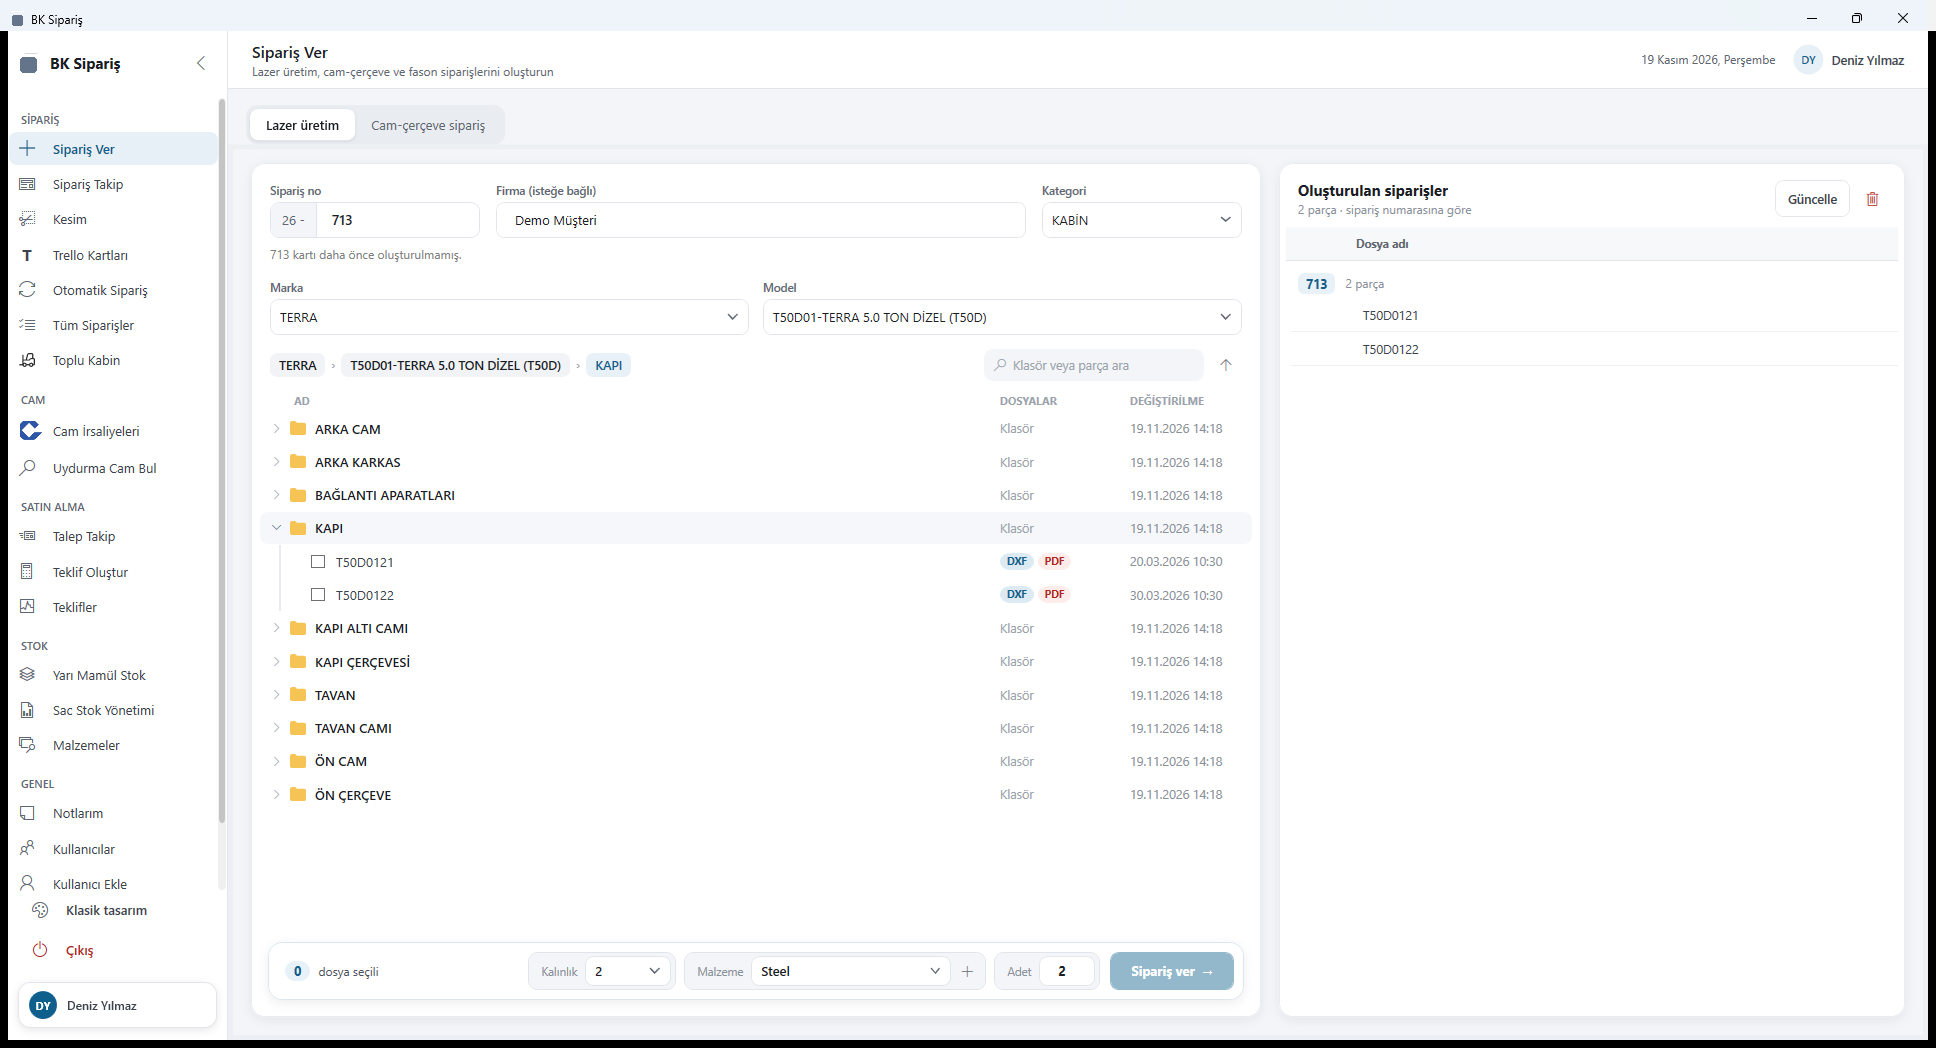 BK Sipariş
BK Sipariş
SİPARİŞ
Sipariş Ver
Sipariş Takip
Kesim
Trello Kartları
Otomatik Sipariş
Tüm Siparişler
Toplu Kabin
CAM
Cam İrsaliyeleri
Uydurma Cam Bul
SATIN ALMA
Talep Takip
Teklif Oluştur
Teklifler
STOK
Yarı Mamül Stok
Sac Stok Yönetimi
Malzemeler
GENEL
Notlarım
Kullanıcılar
Kullanıcı Ekle
Klasik tasarım
Çıkış
DY Deniz Yılmaz
Sipariş Ver
Lazer üretim, cam-çerçeve ve fason siparişlerini oluşturun
19 Kasım 2026, Perşembe DY Deniz Yılmaz
Lazer üretim Cam-çerçeve sipariş
Sipariş no Firma (isteğe bağlı) Kategori
26 - 713 Demo Müşteri KABİN
713 kartı daha önce oluşturulmamış.
Marka Model
TERRA T50D01-TERRA 5.0 TON DİZEL (T50D)
TERRA › T50D01-TERRA 5.0 TON DİZEL (T50D) › KAPI Klasör veya parça ara
AD DOSYALAR DEĞİŞTİRİLME
ARKA CAM Klasör 19.11.2026 14:18
ARKA KARKAS Klasör 19.11.2026 14:18
BAĞLANTI APARATLARI Klasör 19.11.2026 14:18
KAPI Klasör 19.11.2026 14:18
T50D0121 DXF PDF 20.03.2026 10:30
T50D0122 DXF PDF 30.03.2026 10:30
KAPI ALTI CAMI Klasör 19.11.2026 14:18
KAPI ÇERÇEVESİ Klasör 19.11.2026 14:18
TAVAN Klasör 19.11.2026 14:18
TAVAN CAMI Klasör 19.11.2026 14:18
ÖN CAM Klasör 19.11.2026 14:18
ÖN ÇERÇEVE Klasör 19.11.2026 14:18
0 dosya seçili Kalınlık 2 Malzeme Steel + Adet 2 Sipariş ver →
Oluşturulan siparişler
2 parça · sipariş numarasına göre
Güncelle
Dosya adı
713 2 parça
T50D0121
T50D0122